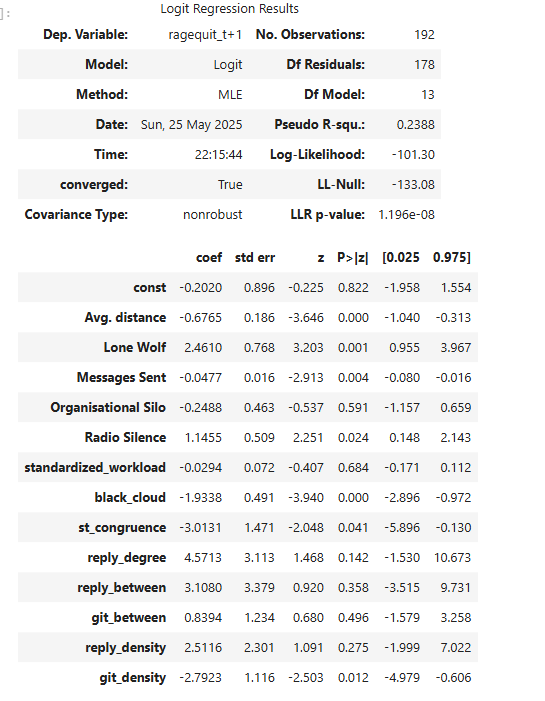 ]:
Logit Regression Results
Dep. Variable: ragequit_t+1 No. Observations: 192
Model: Logit Df Residuals: 178
Method: MLE Df Model: 13
Date: Sun, 25 May 2025 Pseudo R-squ.: 0.2388
Time: 22:15:44 Log-Likelihood: -101.30
converged: True LL-Null: -133.08
Covariance Type: nonrobust LLR p-value: 1.196e-08
coef std err z P>|z| [0.025 0.975]
const -0.2020 0.896 -0.225 0.822 -1.958 1.554
Avg. distance -0.6765 0.186 -3.646 0.000 -1.040 -0.313
Lone Wolf 2.4610 0.768 3.203 0.001 0.955 3.967
Messages Sent -0.0477 0.016 -2.913 0.004 -0.080 -0.016
Organisational Silo -0.2488 0.463 -0.537 0.591 -1.157 0.659
Radio Silence 1.1455 0.509 2.251 0.024 0.148 2.143
standardized_workload -0.0294 0.072 -0.407 0.684 -0.171 0.112
black_cloud -1.9338 0.491 -3.940 0.000 -2.896 -0.972
st_congruence -3.0131 1.471 -2.048 0.041 -5.896 -0.130
reply_degree 4.5713 3.113 1.468 0.142 -1.530 10.673
reply_between 3.1080 3.379 0.920 0.358 -3.515 9.731
git_between 0.8394 1.234 0.680 0.496 -1.579 3.258
reply_density 2.5116 2.301 1.091 0.275 -1.999 7.022
git_density -2.7923 1.116 -2.503 0.012 -4.979 -0.606